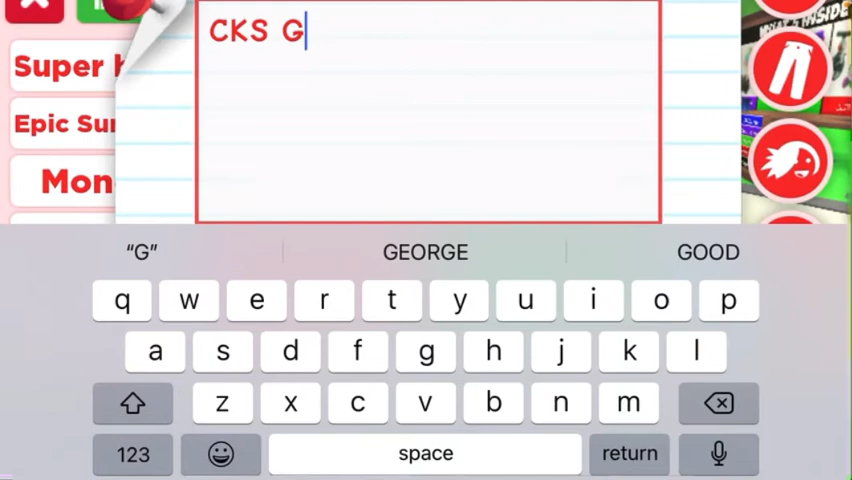 CKS G
Super
Epic Sur
Mon
"G" GEORGE GOOD
q w e r t y u i o p
a s d f g h j k l
z x c v b n m
123 space return